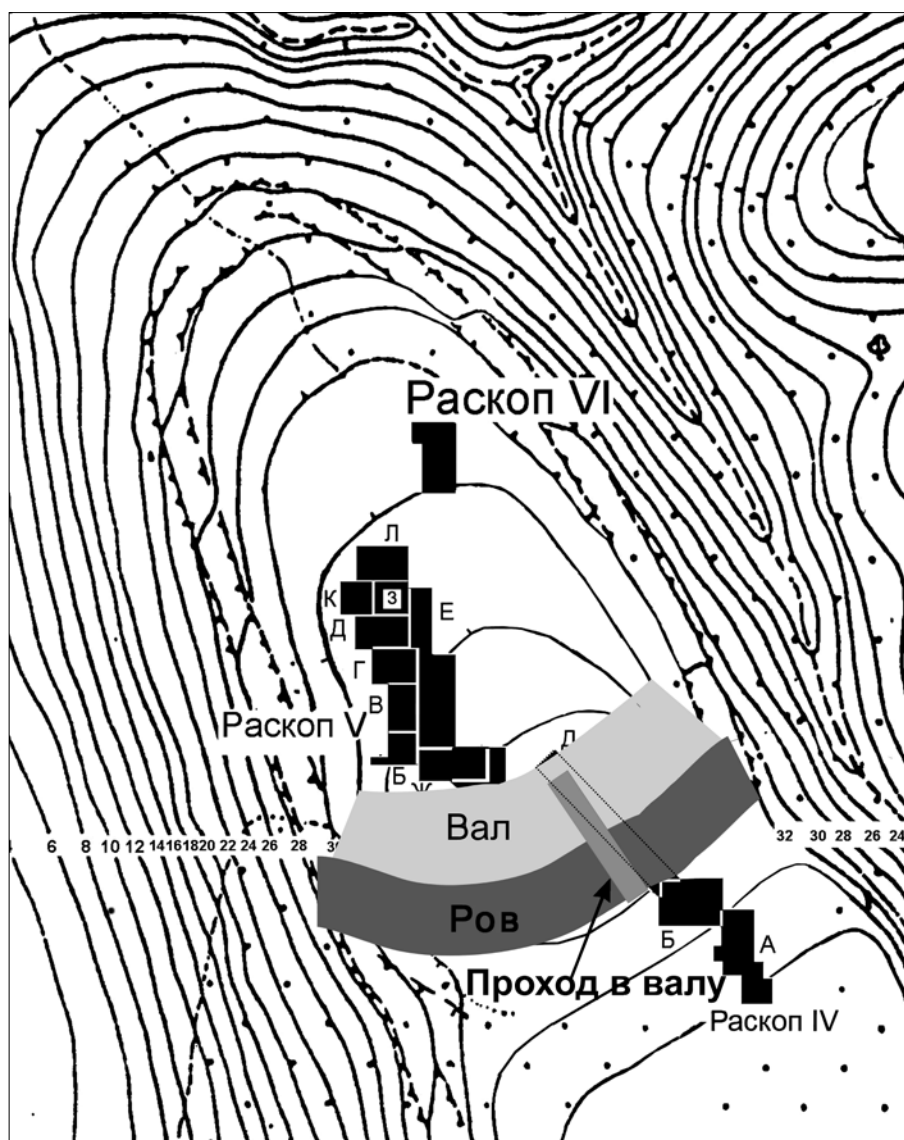 Раскоп VI
Л
К
З
Е
Д
Г
В
Раскоп V
Б
Ж
Д
Вал
6 8 10 12 14 16 18 20 22 24 26 28 30
32 30 28 26 24
Ров
Б
А
Проход в валу
Раскоп IV